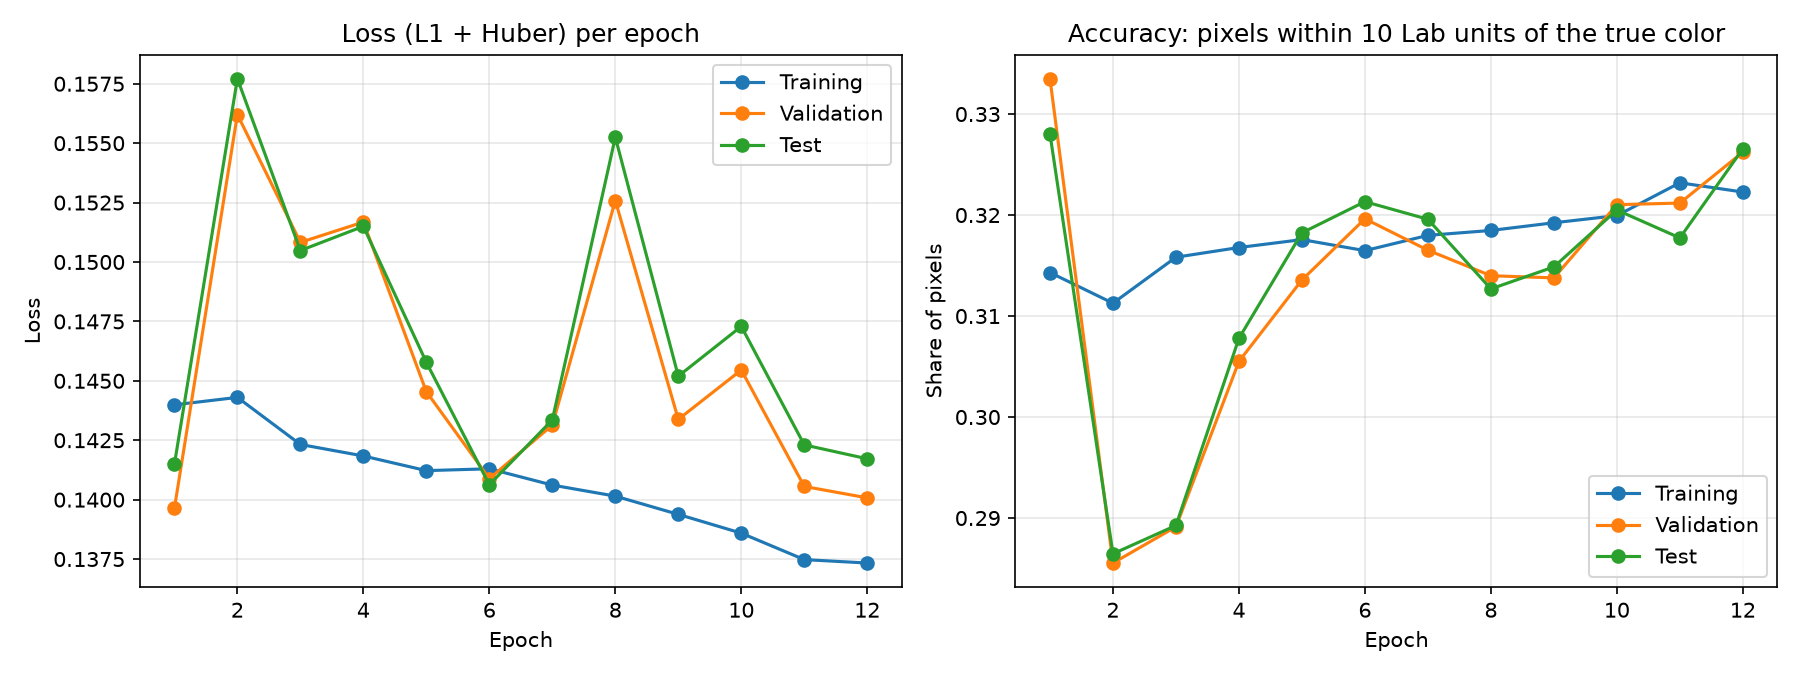 Loss (L1 + Huber) per epoch
0.1575
0.1550
0.1525
0.1500
0.1475
0.1450
0.1425
0.1400
0.1375
Loss
2
4
6
8
10
12
Epoch
Training
Validation
Test
Accuracy: pixels within 10 Lab units of the true color
0.33
0.32
0.31
0.30
0.29
Share of pixels
2
4
6
8
10
12
Epoch
Training
Validation
Test